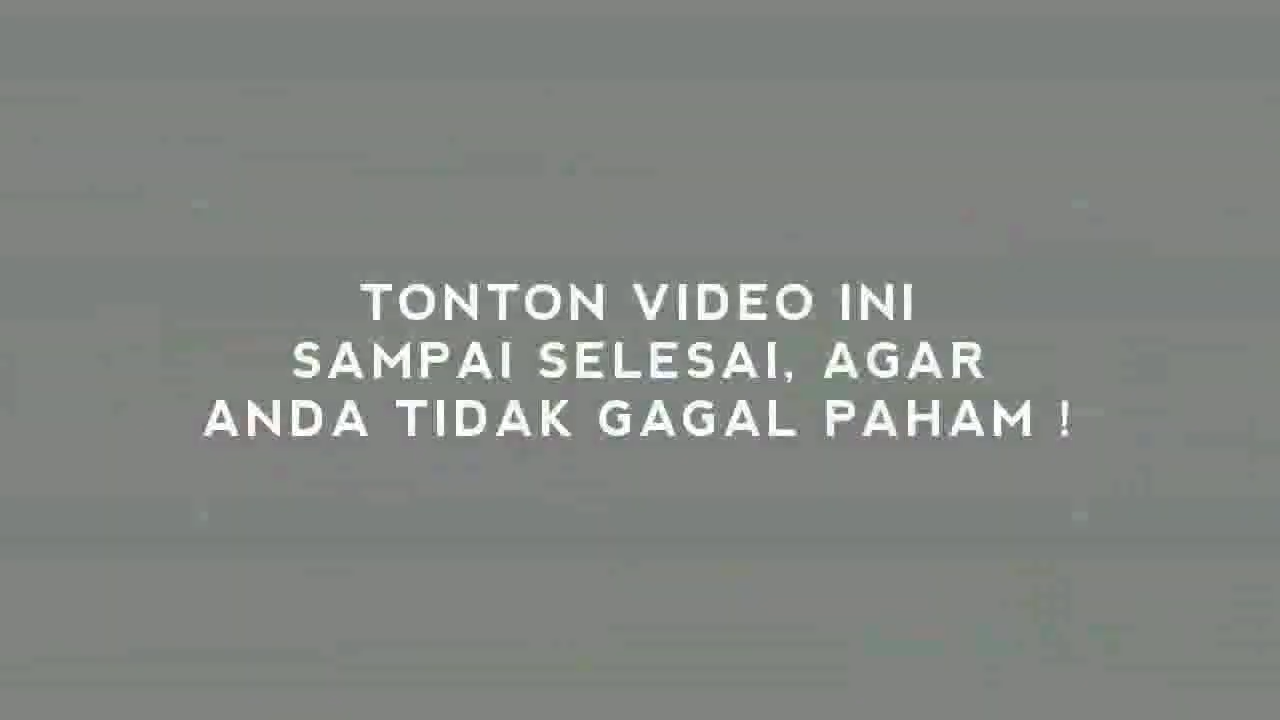 TONTON VIDEO INI
SAMPAI SELESAI, AGAR
ANDA TIDAK GAGAL PAHAM !